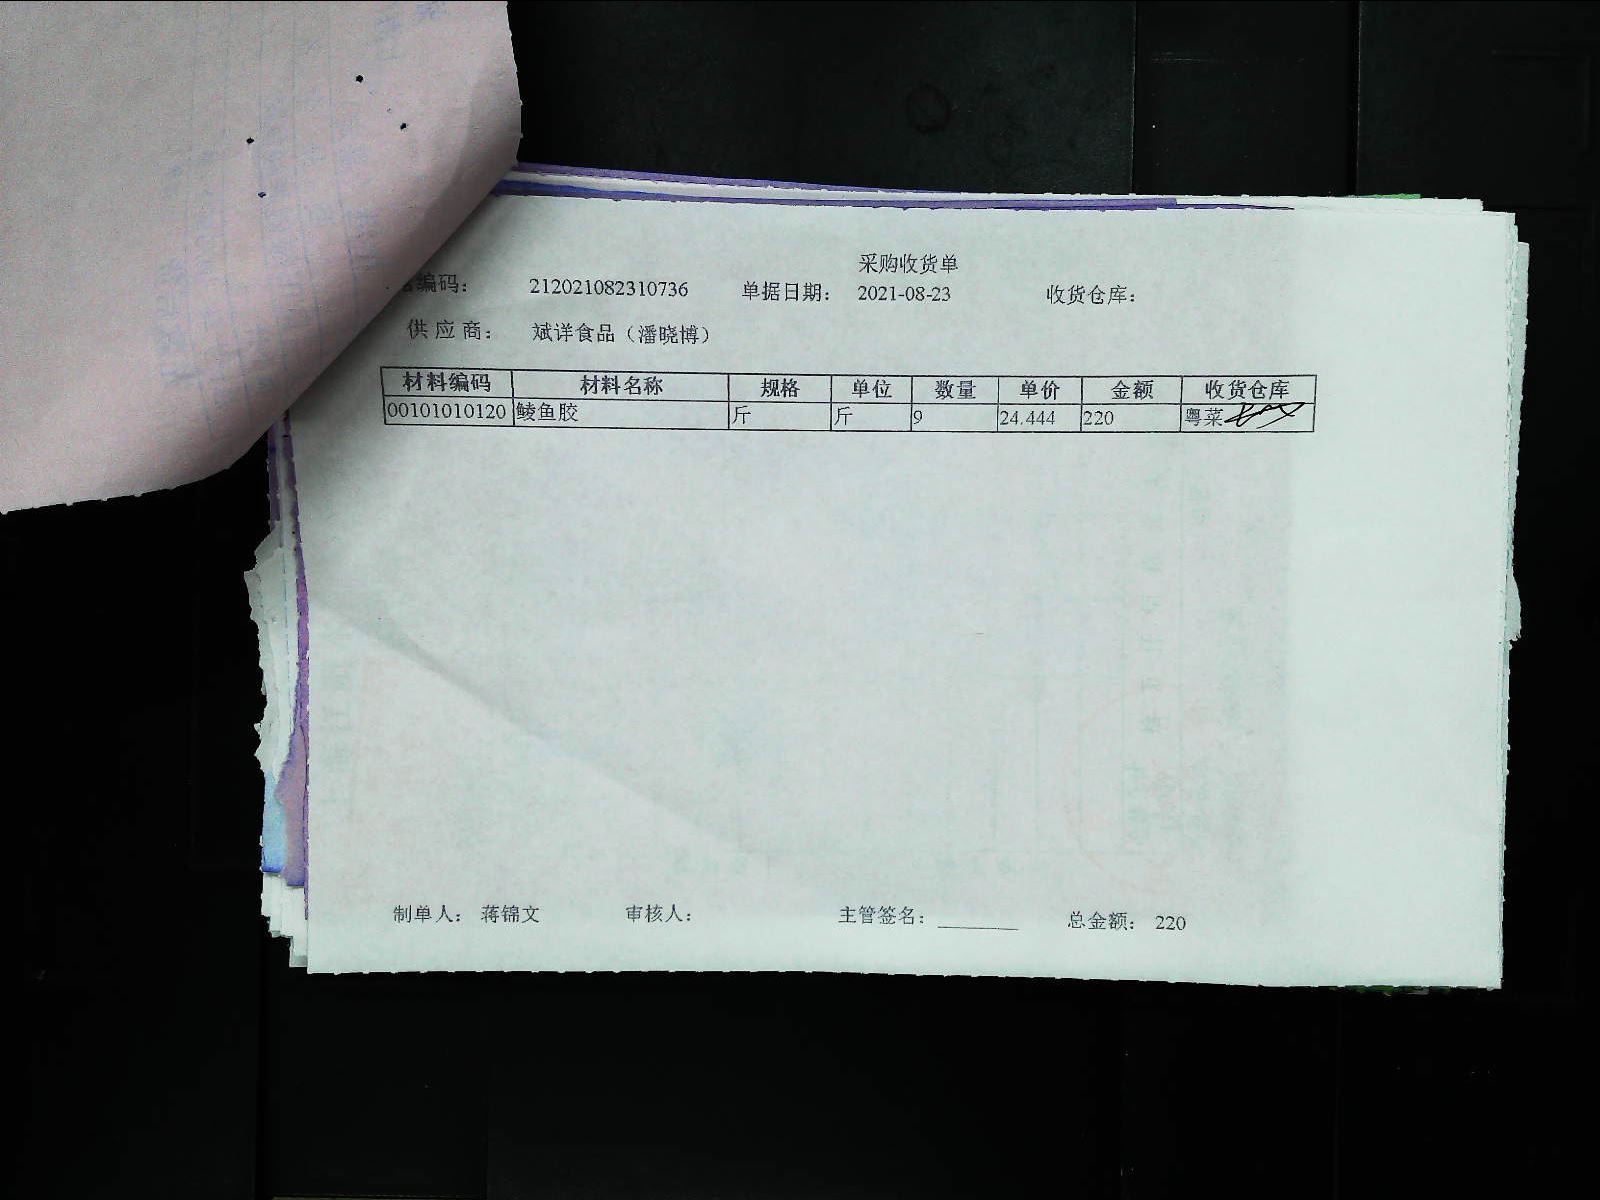 采购收货单
编码： 212021082310736 单据日期： 2021-08-23 收货仓库：
供应商： 斌详食品（潘晓博）
材料编码 材料名称 规格 单位 数量 单价 金额 收货仓库
00101010120 鲮鱼胶 斤 斤 9 24.444 220 粤菜
制单人： 蒋锦文 审核人： 主管签名： 总金额： 220